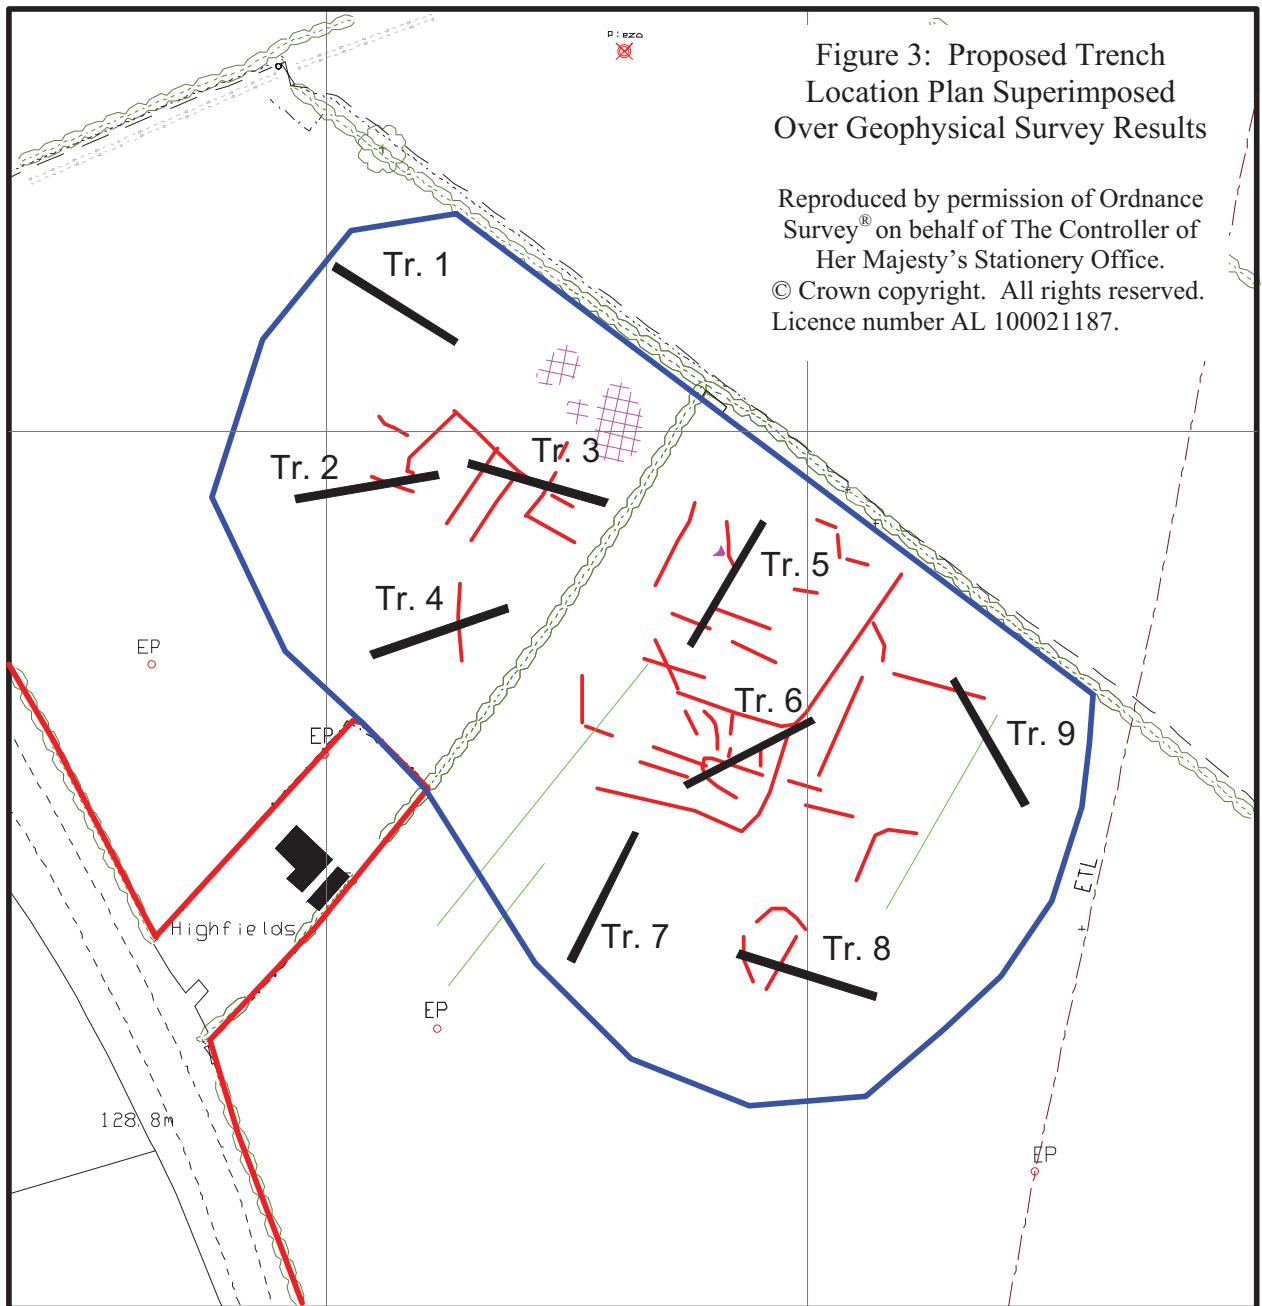 Piezo
Figure 3: Proposed Trench
Location Plan Superimposed
Over Geophysical Survey Results
Reproduced by permission of Ordnance
Survey® on behalf of The Controller of
Her Majesty's Stationery Office.
© Crown copyright. All rights reserved.
Licence number AL 100021187.
Tr. 1
Tr. 2
Tr. 3
Tr. 4
Tr. 5
EP
Tr. 6
EP
Tr. 9
ETL
Highfields
Tr. 7
Tr. 8
EP
128.8m
EP